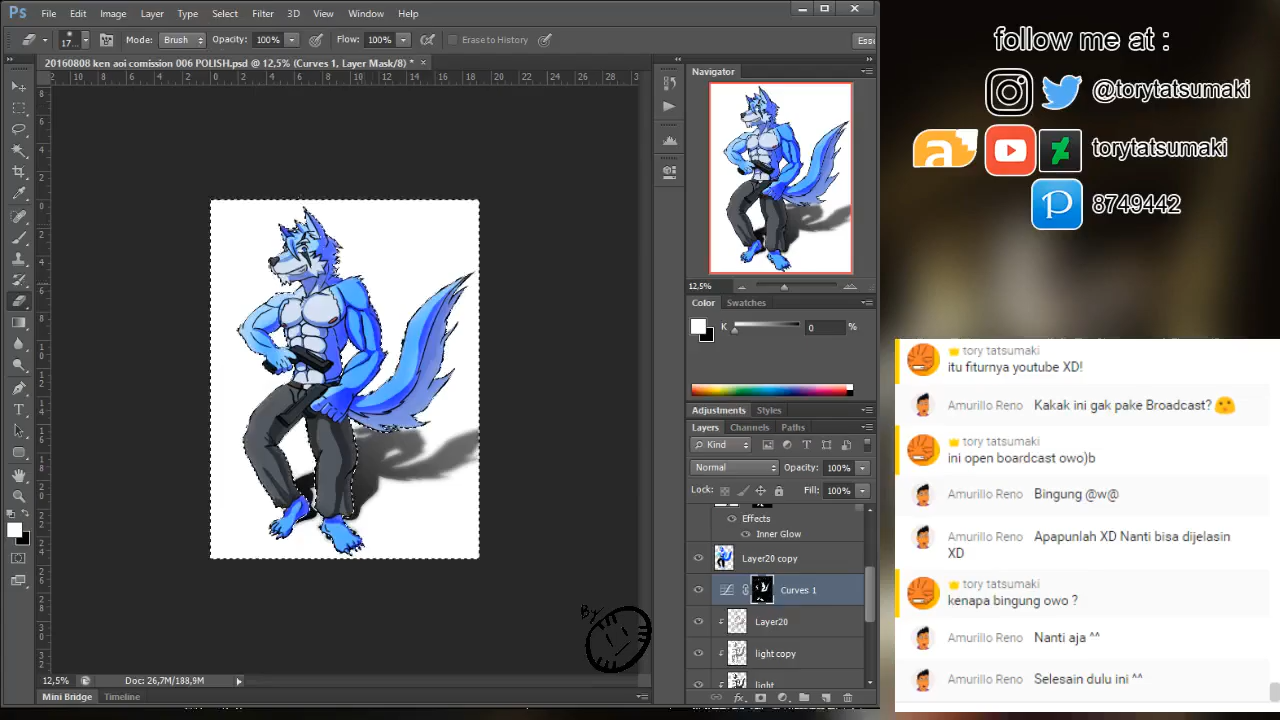 Ps File Edit Image Layer Type Select Filter 3D View Window Help
17... Mode: Brush Opacity: 100% Flow: 100% Erase to History Esse
20160808 ken aoi comission 006 POLISH.psd @ 12,5% (Curves 1, Layer Mask/8) * ×
Navigator
12,5%
Color Swatches
K 0 %
Adjustments Styles
Layers Channels Paths
Kind
Normal Opacity: 100%
Lock: Fill: 100%
Effects
Inner Glow
Layer20 copy
Curves 1
Layer20
light copy
light
By
12,5% Doc: 26,7M/188,9M
Mini Bridge Timeline
follow me at :
@torytatsumaki
torytatsumaki
8749442
tory tatsumaki
itu fiturnya youtube XD!
Amurillo Reno Kakak ini gak pake Broadcast?
tory tatsumaki
ini open boardcast owo)b
Amurillo Reno Bingung @w@
Amurillo Reno Apapunlah XD Nanti bisa dijelasin
XD
tory tatsumaki
kenapa bingung owo ?
Amurillo Reno Nanti aja ^^
Amurillo Reno Selesain dulu ini ^^